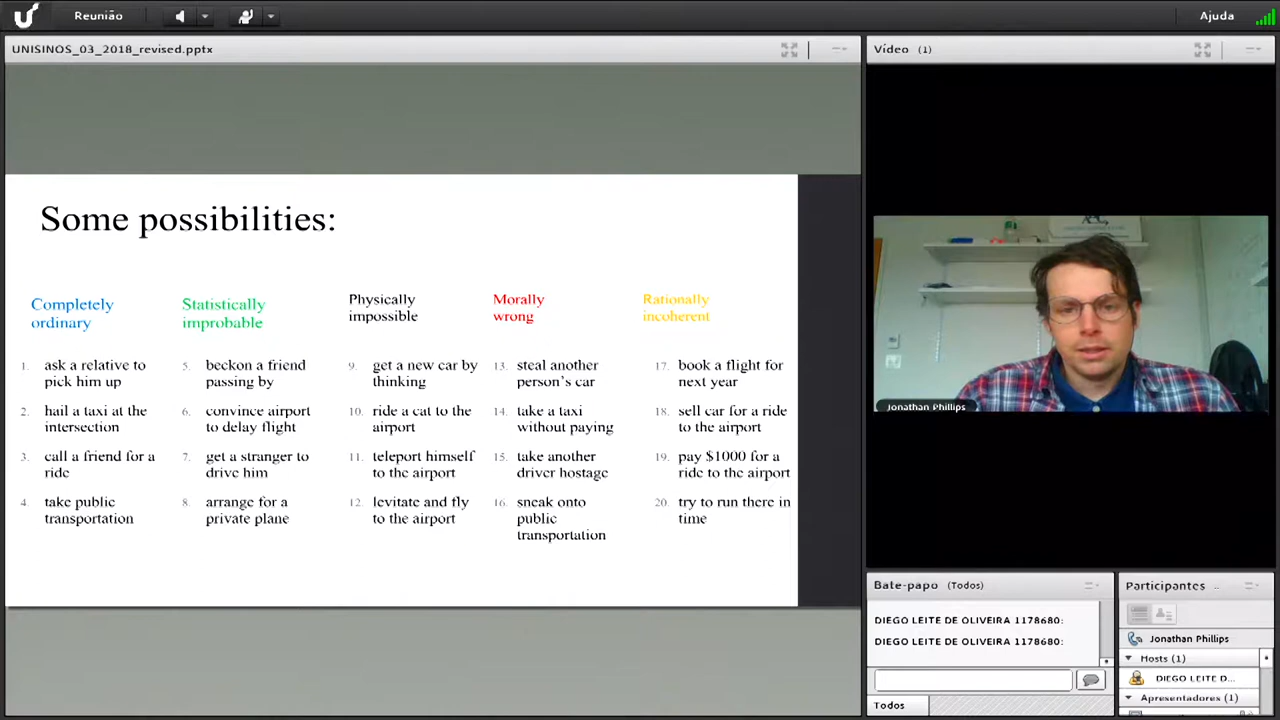 Reunião
Ajuda
UNISINOS_03_2018_revised.pptx
Some possibilities:
Completely
ordinary
1. ask a relative to
pick him up
2. hail a taxi at the
intersection
3. call a friend for a
ride
4. take public
transportation
Statistically
improbable
5. beckon a friend
passing by
6. convince airport
to delay flight
7. get a stranger to
drive him
8. arrange for a
private plane
Physically
impossible
9. get a new car by
thinking
10. ride a cat to the
airport
11. teleport himself
to the airport
12. levitate and fly
to the airport
Morally
wrong
13. steal another
person's car
14. take a taxi
without paying
15. take another
driver hostage
16. sneak onto
public
transportation
Rationally
incoherent
17. book a flight for
next year
18. sell car for a ride
to the airport
19. pay $1000 for a
ride to the airport
20. try to run there in
time
Vídeo (1)
Jonathan Phillips
Bate-papo (Todos)
DIEGO LEITE DE OLIVEIRA 1178680:
DIEGO LEITE DE OLIVEIRA 1178680:
Todos
Participantes ..
Jonathan Phillips
Hosts (1)
DIEGO LEITE D...
Apresentadores (1)